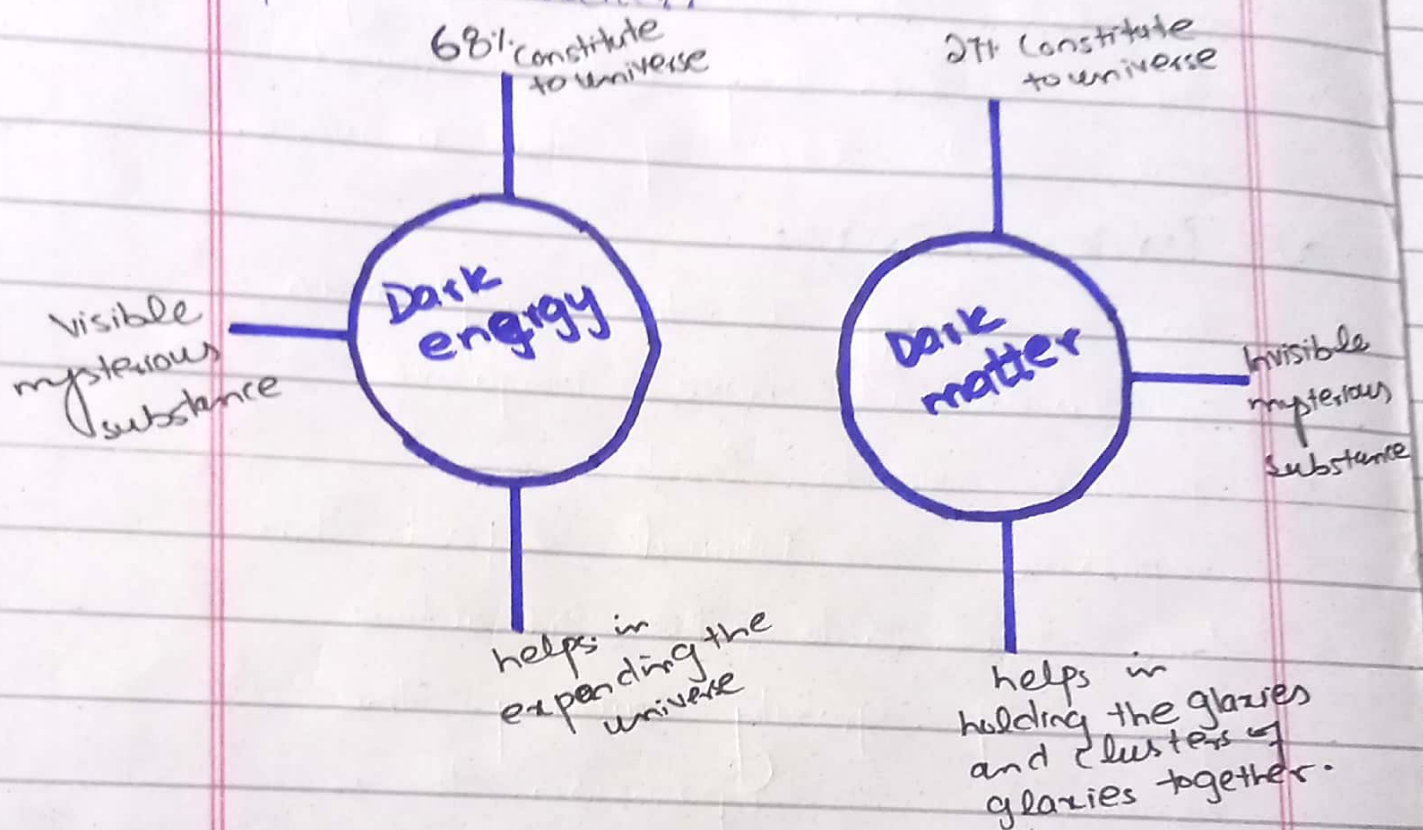 68% constitute
to universe
27% Constitute
to universe
Dark
energy
Dark
matter
Visible
mysterious
substance
Invisible
mysterious
substance
helps in
expending the
universe
helps in
holding the glaxies
and clusters of
glaxies together.